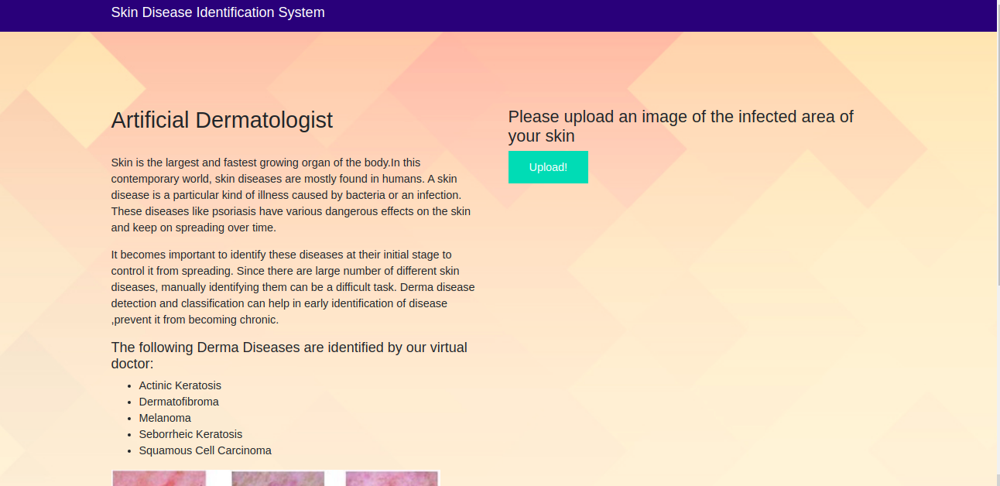 Skin Disease Identification System
Artificial Dermatologist
Skin is the largest and fastest growing organ of the body.In this
contemporary world, skin diseases are mostly found in humans. A skin
disease is a particular kind of illness caused by bacteria or an infection.
These diseases like psoriasis have various dangerous effects on the skin
and keep on spreading over time.
It becomes important to identify these diseases at their initial stage to
control it from spreading. Since there are large number of different skin
diseases, manually identifying them can be a difficult task. Derma disease
detection and classification can help in early identification of disease
,prevent it from becoming chronic.
The following Derma Diseases are identified by our virtual
doctor:
• Actinic Keratosis
• Dermatofibroma
• Melanoma
• Seborrheic Keratosis
• Squamous Cell Carcinoma
Please upload an image of the infected area of
your skin
Upload!